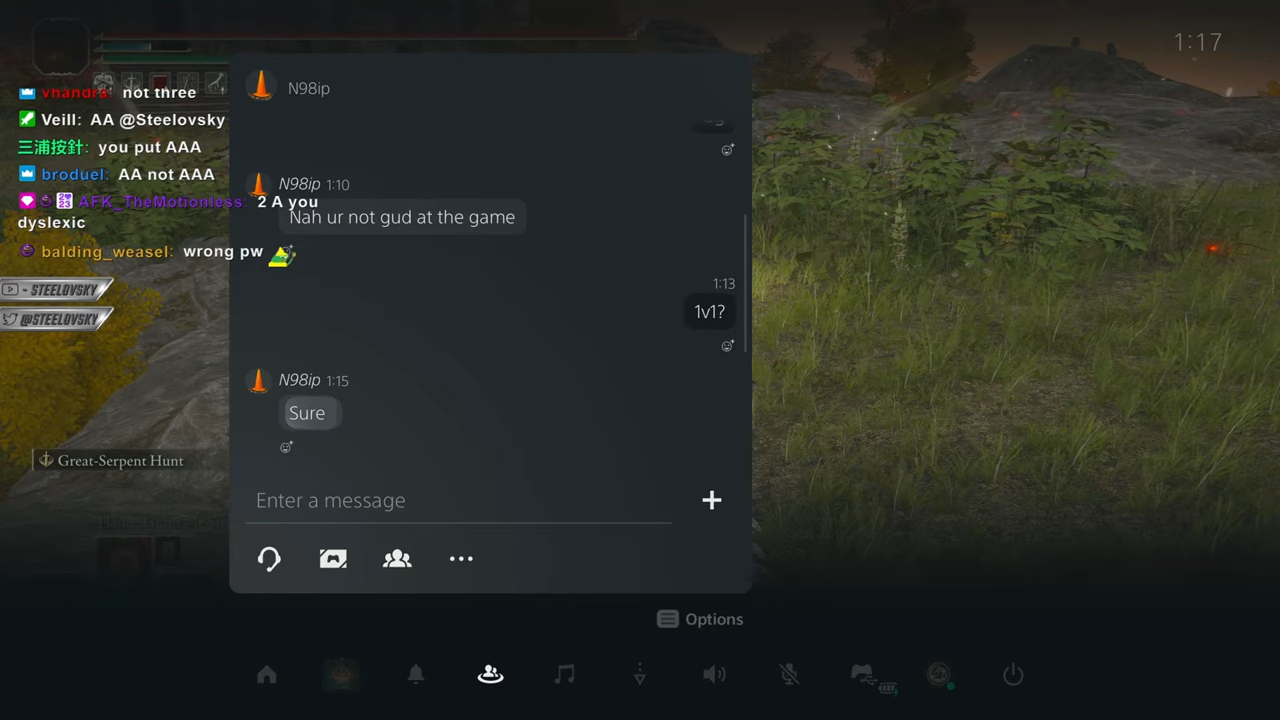 1:17
N98ip
vhandra: not three
Veill: AA @Steelovsky
三浦按針: you put AAA
broduel: AA not AAA
AFK_TheMotionless: 2 A you
dyslexic
balding_weasel: wrong pw
- STEELOVSKY
@STEELOVSKY
N98ip 1:10
Nah ur not gud at the game
1:13
1v1?
N98ip 1:15
Sure
Great-Serpent Hunt
Enter a message
Options